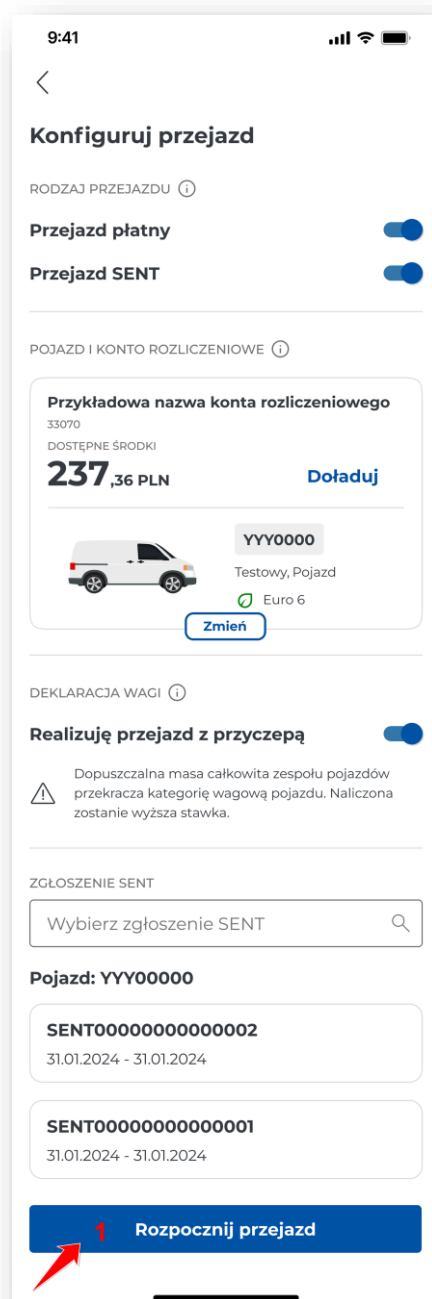 9:41
Konfiguruj przejazd
RODZAJ PRZEJAZDU
Przejazd płatny
Przejazd SENT
POJAZD I KONTO ROZLICZENIOWE
Przykładowa nazwa konta rozliczeniowego
33070
DOSTĘPNE ŚRODKI
237,36 PLN Doładuj
YYY0000
Testowy, Pojazd
Euro 6
Zmień
DEKLARACJA WAGI
Realizuję przejazd z przyczepą
Dopuszczalna masa całkowita zespołu pojazdów
przekracza kategorię wagową pojazdu. Naliczona
zostanie wyższa stawka.
ZGŁOSZENIE SENT
Wybierz zgłoszenie SENT
Pojazd: YYY00000
SENT00000000000002
31.01.2024 - 31.01.2024
SENT00000000000001
31.01.2024 - 31.01.2024
1 Rozpocznij przejazd